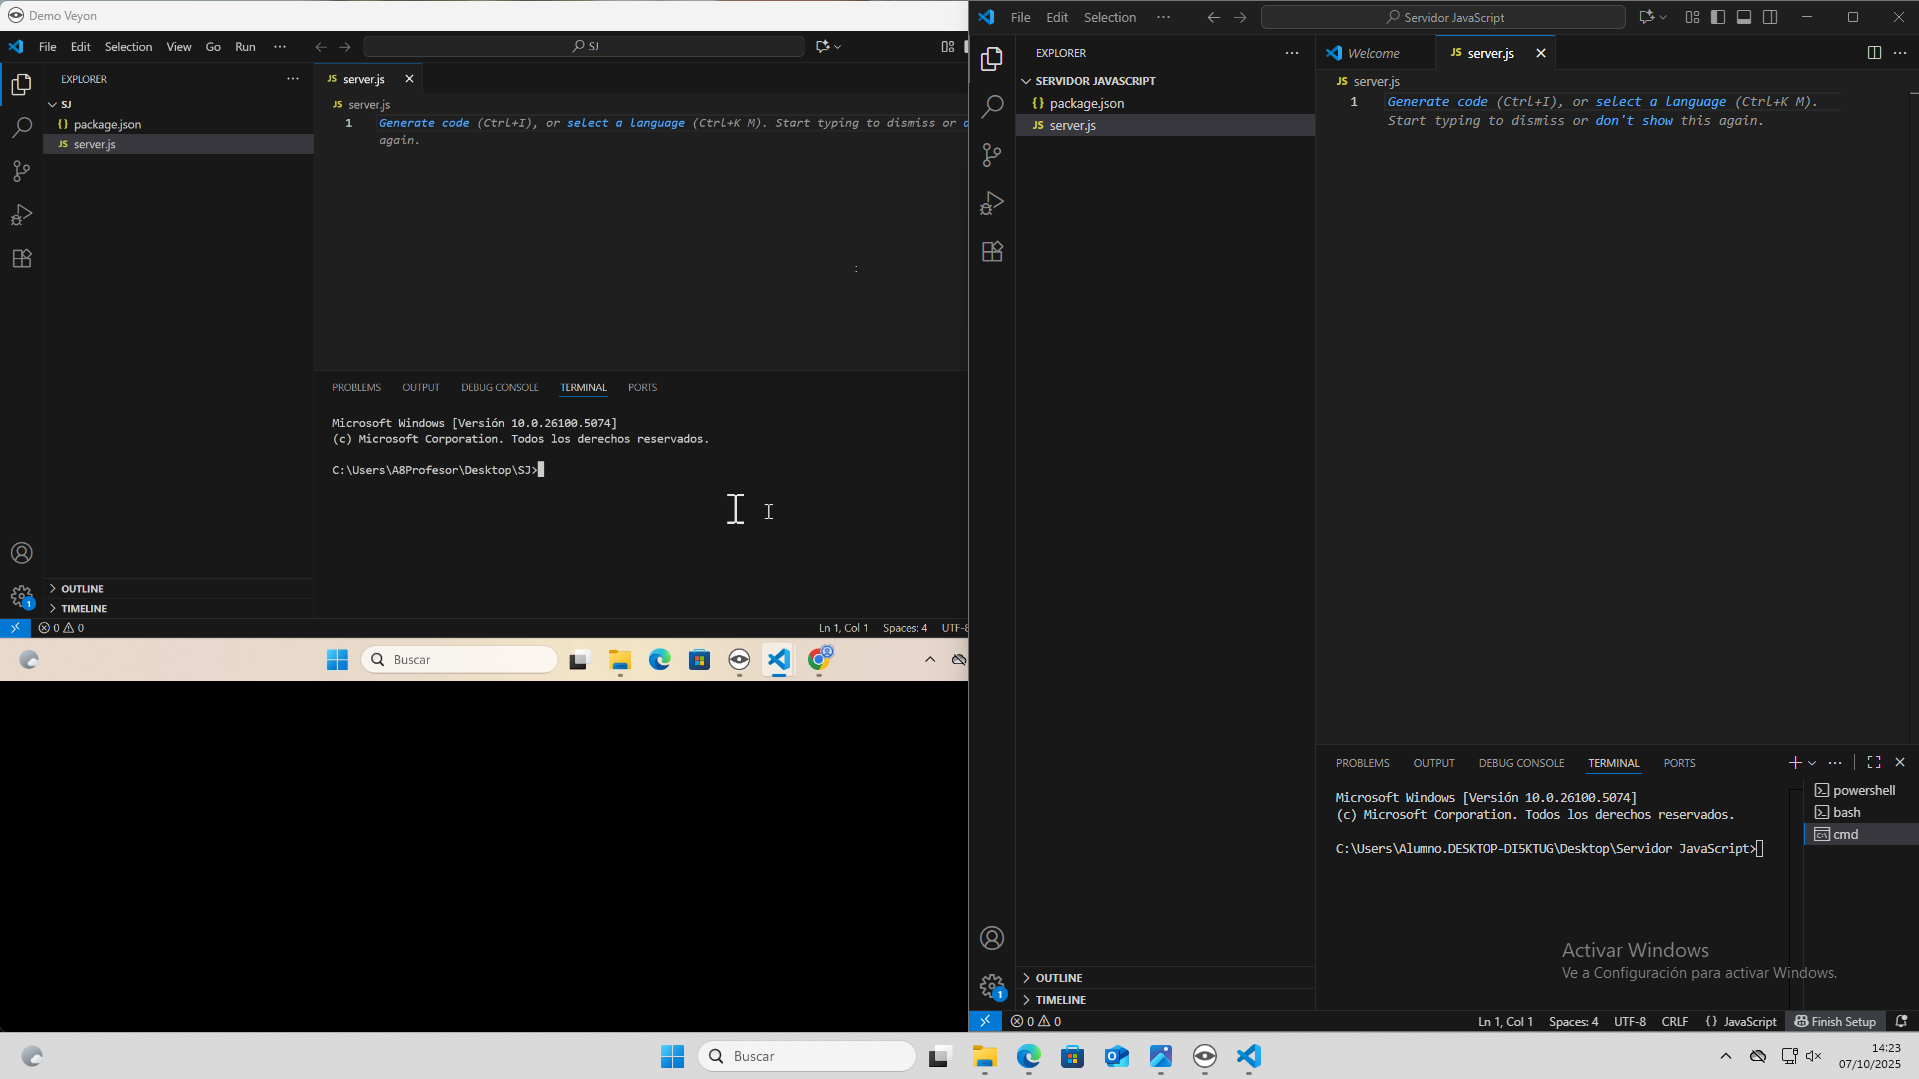 Demo Veyon
File Edit Selection View Go Run ··· SJ
EXPLORER ···
SJ
{} package.json
JS server.js
JS server.js
JS server.js
1 Generate code (Ctrl+I), or select a language (Ctrl+K M). Start typing to dismiss or
again.
:
PROBLEMS OUTPUT DEBUG CONSOLE TERMINAL PORTS
Microsoft Windows [Versión 10.0.26100.5074]
(c) Microsoft Corporation. Todos los derechos reservados.
C:\Users\A8Profesor\Desktop\SJ>
OUTLINE
TIMELINE
1
0 0 Ln 1, Col 1 Spaces: 4 UTF-8
Buscar
File Edit Selection ··· Servidor JavaScript
EXPLORER ···
SERVIDOR JAVASCRIPT
{} package.json
JS server.js
Welcome JS server.js
JS server.js
1 Generate code (Ctrl+I), or select a language (Ctrl+K M).
Start typing to dismiss or don't show this again.
PROBLEMS OUTPUT DEBUG CONSOLE TERMINAL PORTS
Microsoft Windows [Versión 10.0.26100.5074]
(c) Microsoft Corporation. Todos los derechos reservados.
C:\Users\Alumno.DESKTOP-DI5KTUG\Desktop\Servidor JavaScript>
powershell
bash
cmd
Activar Windows
Ve a Configuración para activar Windows.
OUTLINE
TIMELINE
1
0 0 Ln 1, Col 1 Spaces: 4 UTF-8 CRLF {} JavaScript Finish Setup
Buscar
14:23
07/10/2025